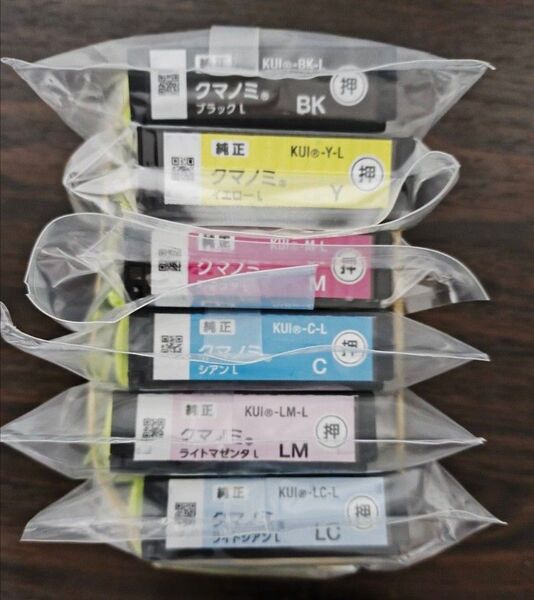 純正 KUI®-BK-L
クマノミ® 押
ブラックL BK
純正 KUI®-Y-L
クマノミ® 押
イエローL Y
純正 KUI®-M-L
クマノミ® 押
M
純正 KUI®-C-L
クマノミ® 押
シアンL C
純正 KUI®-LM-L
クマノミ® 押
ライトマゼンタL LM
純正 KUI®-LC-L
クマノミ 押
ライトシアンL LC